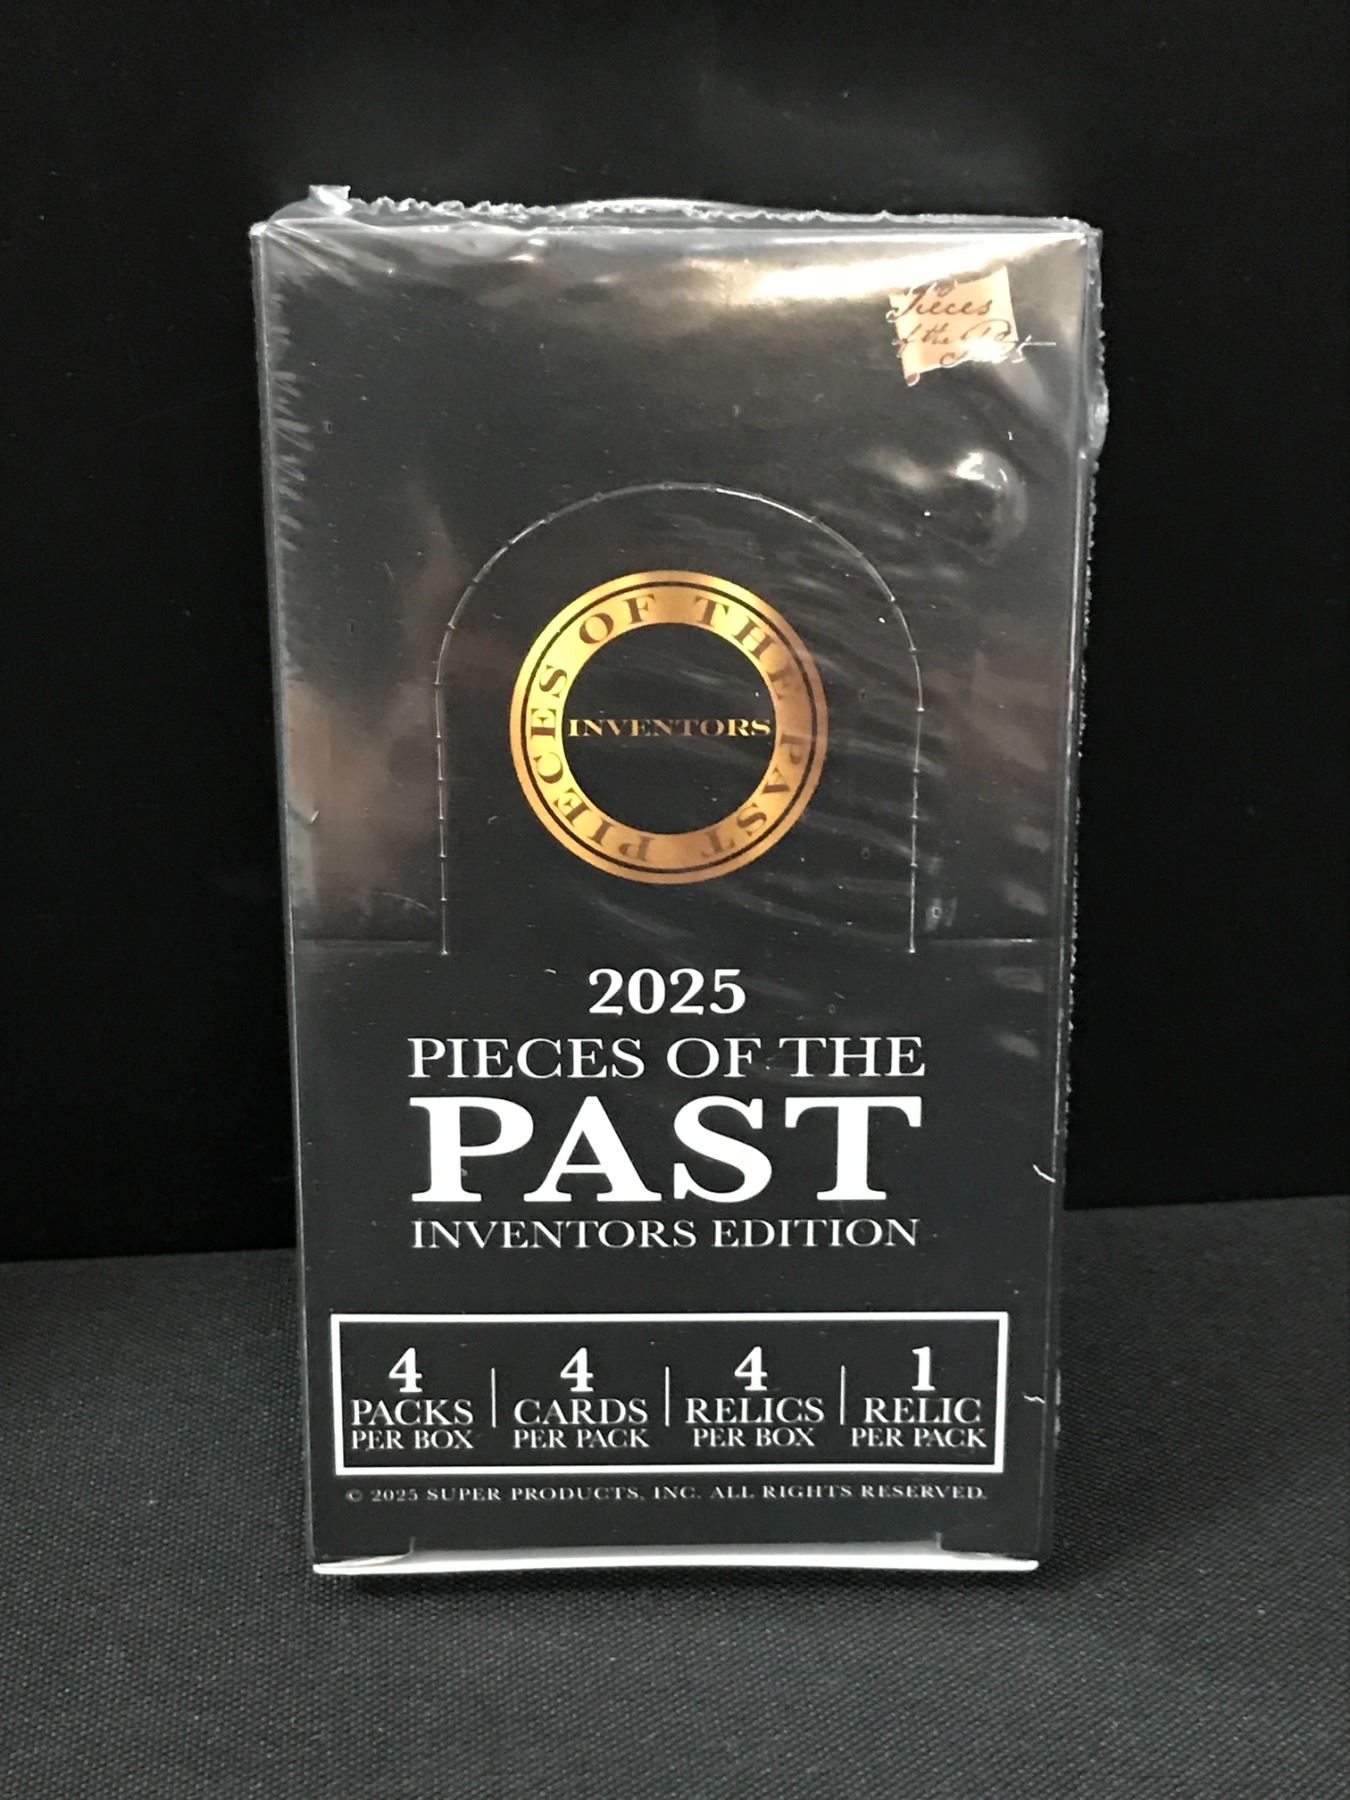 Pieces
of the Past
PIECES OF THE PAST
INVENTORS
2025
PIECES OF THE
PAST
INVENTORS EDITION
4 4 4 1
PACKS CARDS RELICS RELIC
PER BOX PER PACK PER BOX PER PACK
© 2025 SUPER PRODUCTS, INC. ALL RIGHTS RESERVED.